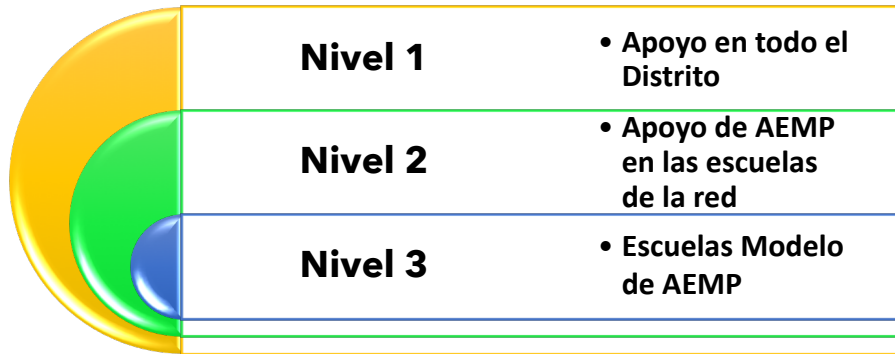 Nivel 1
• Apoyo en todo el
Distrito
Nivel 2
• Apoyo de AEMP
en las escuelas
de la red
Nivel 3
• Escuelas Modelo
de AEMP